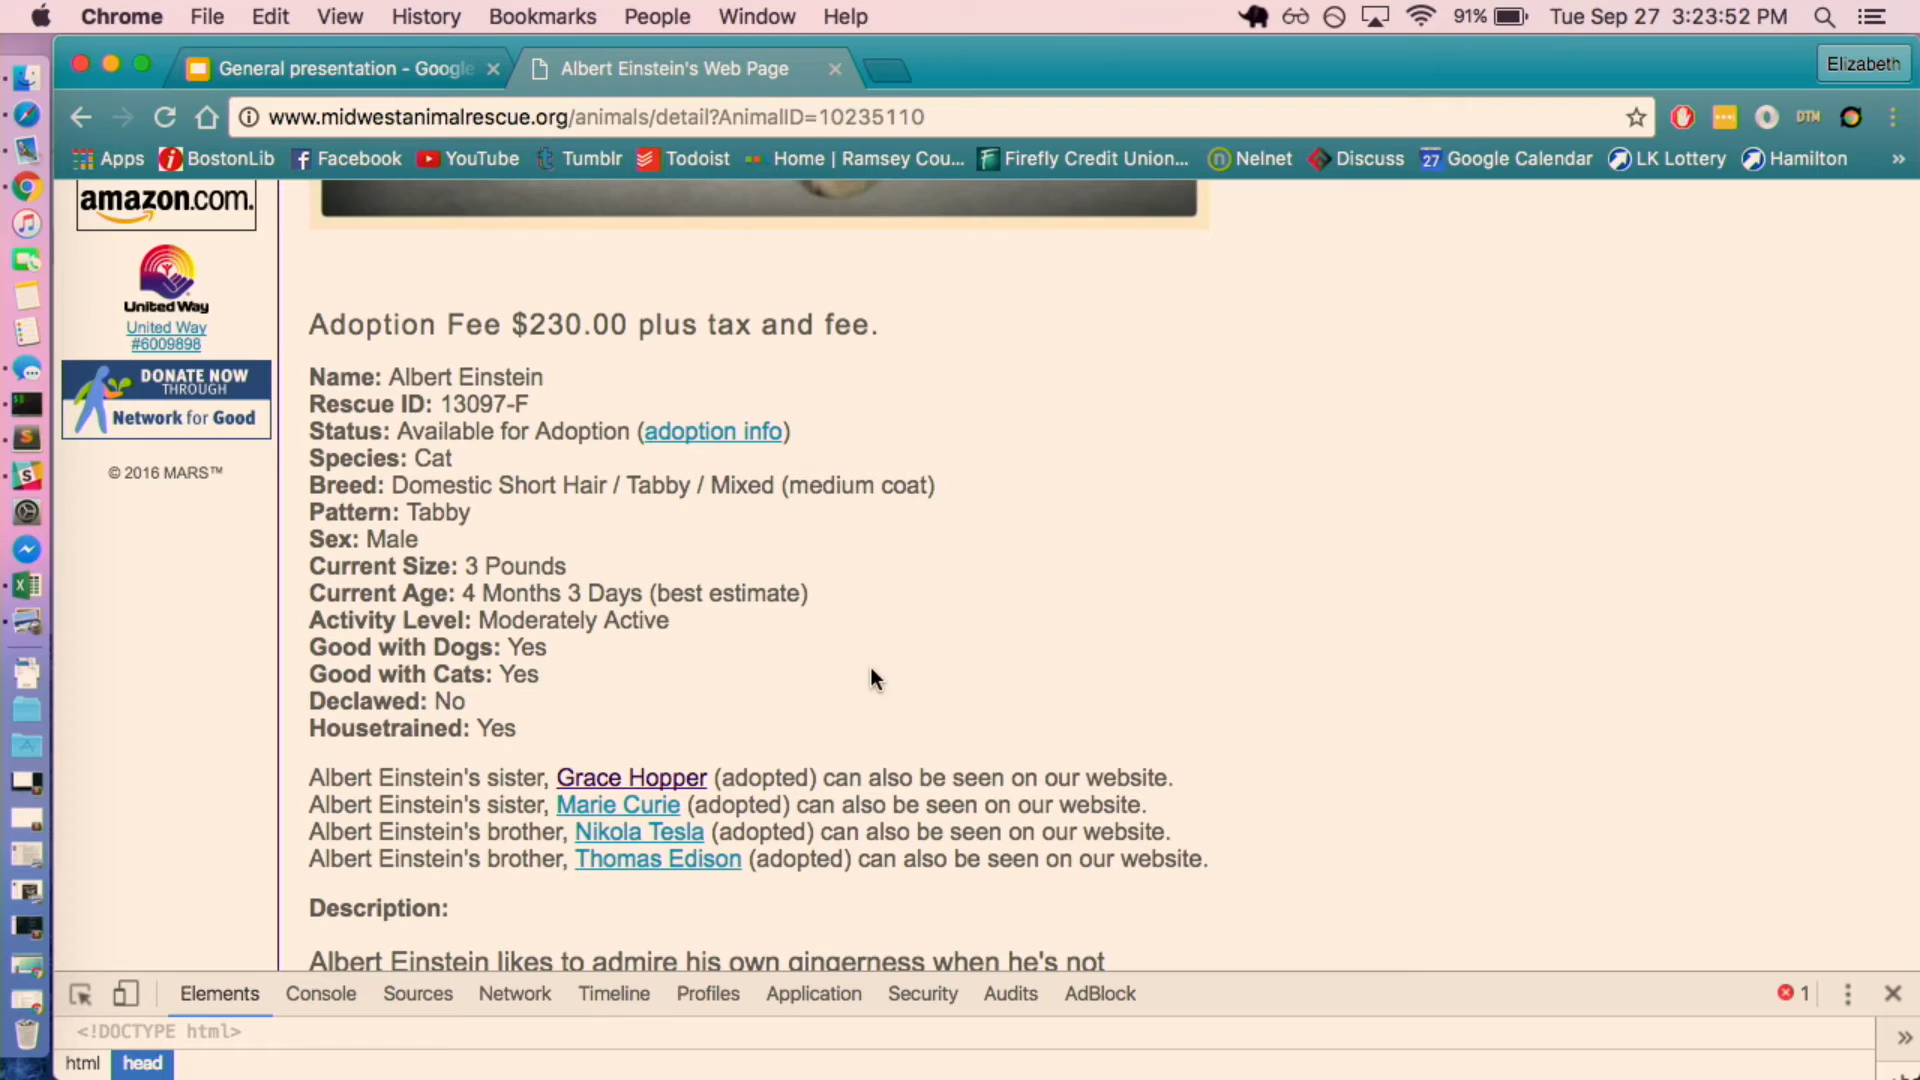 Chrome File Edit View History Bookmarks People Window Help 91% Tue Sep 27 3:23:52 PM
General presentation - Google Albert Einstein's Web Page Elizabeth
www.midwestanimalrescue.org/animals/detail?AnimalID=10235110 DTM
Apps BostonLib Facebook YouTube Tumblr Todoist Home | Ramsey Cou... Firefly Credit Union... Nelnet Discuss 27 Google Calendar LK Lottery Hamilton »
amazon.com.
United Way
United Way
#6009898
DONATE NOW
THROUGH
Network for Good
© 2016 MARS™
Adoption Fee $230.00 plus tax and fee.
Name: Albert Einstein
Rescue ID: 13097-F
Status: Available for Adoption (adoption info)
Species: Cat
Breed: Domestic Short Hair / Tabby / Mixed (medium coat)
Pattern: Tabby
Sex: Male
Current Size: 3 Pounds
Current Age: 4 Months 3 Days (best estimate)
Activity Level: Moderately Active
Good with Dogs: Yes
Good with Cats: Yes
Declawed: No
Housetrained: Yes
Albert Einstein's sister, Grace Hopper (adopted) can also be seen on our website.
Albert Einstein's sister, Marie Curie (adopted) can also be seen on our website.
Albert Einstein's brother, Nikola Tesla (adopted) can also be seen on our website.
Albert Einstein's brother, Thomas Edison (adopted) can also be seen on our website.
Description:
Albert Einstein likes to admire his own gingerness when he's not
Elements Console Sources Network Timeline Profiles Application Security Audits AdBlock 1
<!DOCTYPE html>
html head